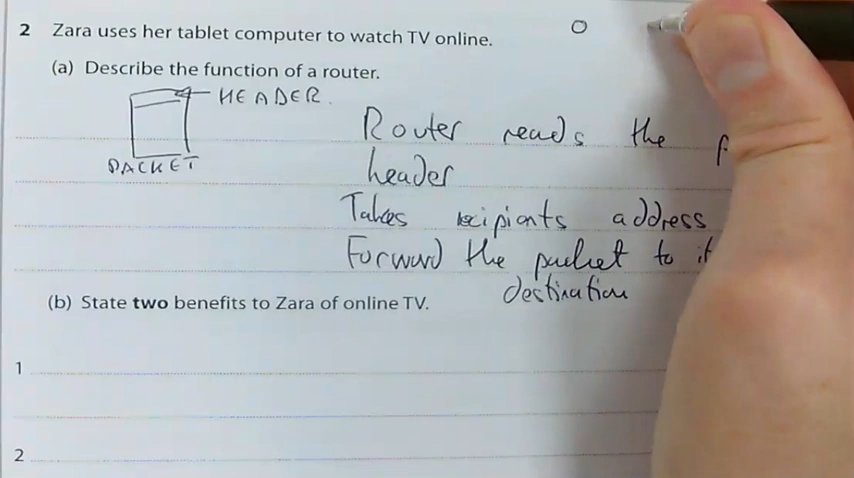 2 Zara uses her tablet computer to watch TV online.
O
(a) Describe the function of a router.
HEADER.
PACKET
Router reads the
header
Takes recipients address
Forward the packet to it
destination
(b) State two benefits to Zara of online TV.
1
2